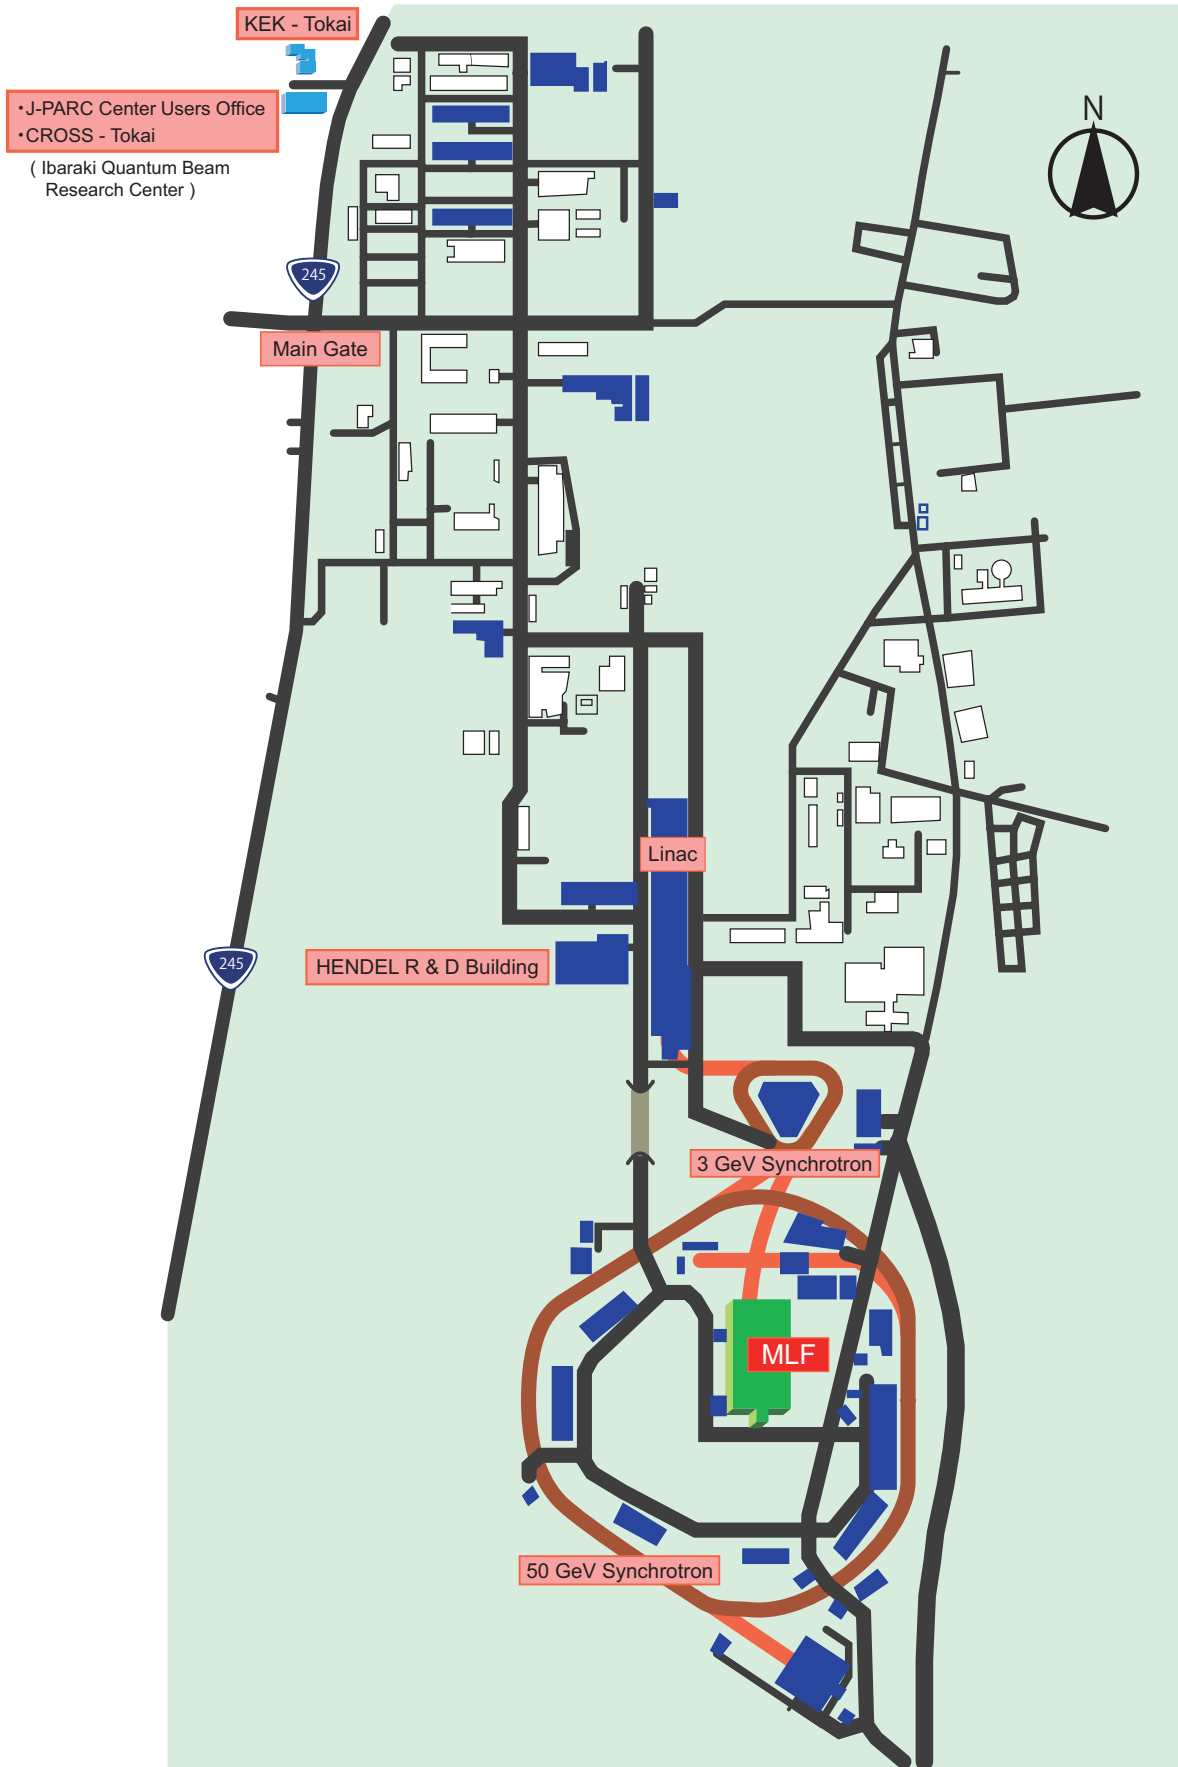 KEK - Tokai
・J-PARC Center Users Office
・CROSS - Tokai
( Ibaraki Quantum Beam
Research Center )
N
245
Main Gate
Linac
245
HENDEL R & D Building
3 GeV Synchrotron
MLF
50 GeV Synchrotron